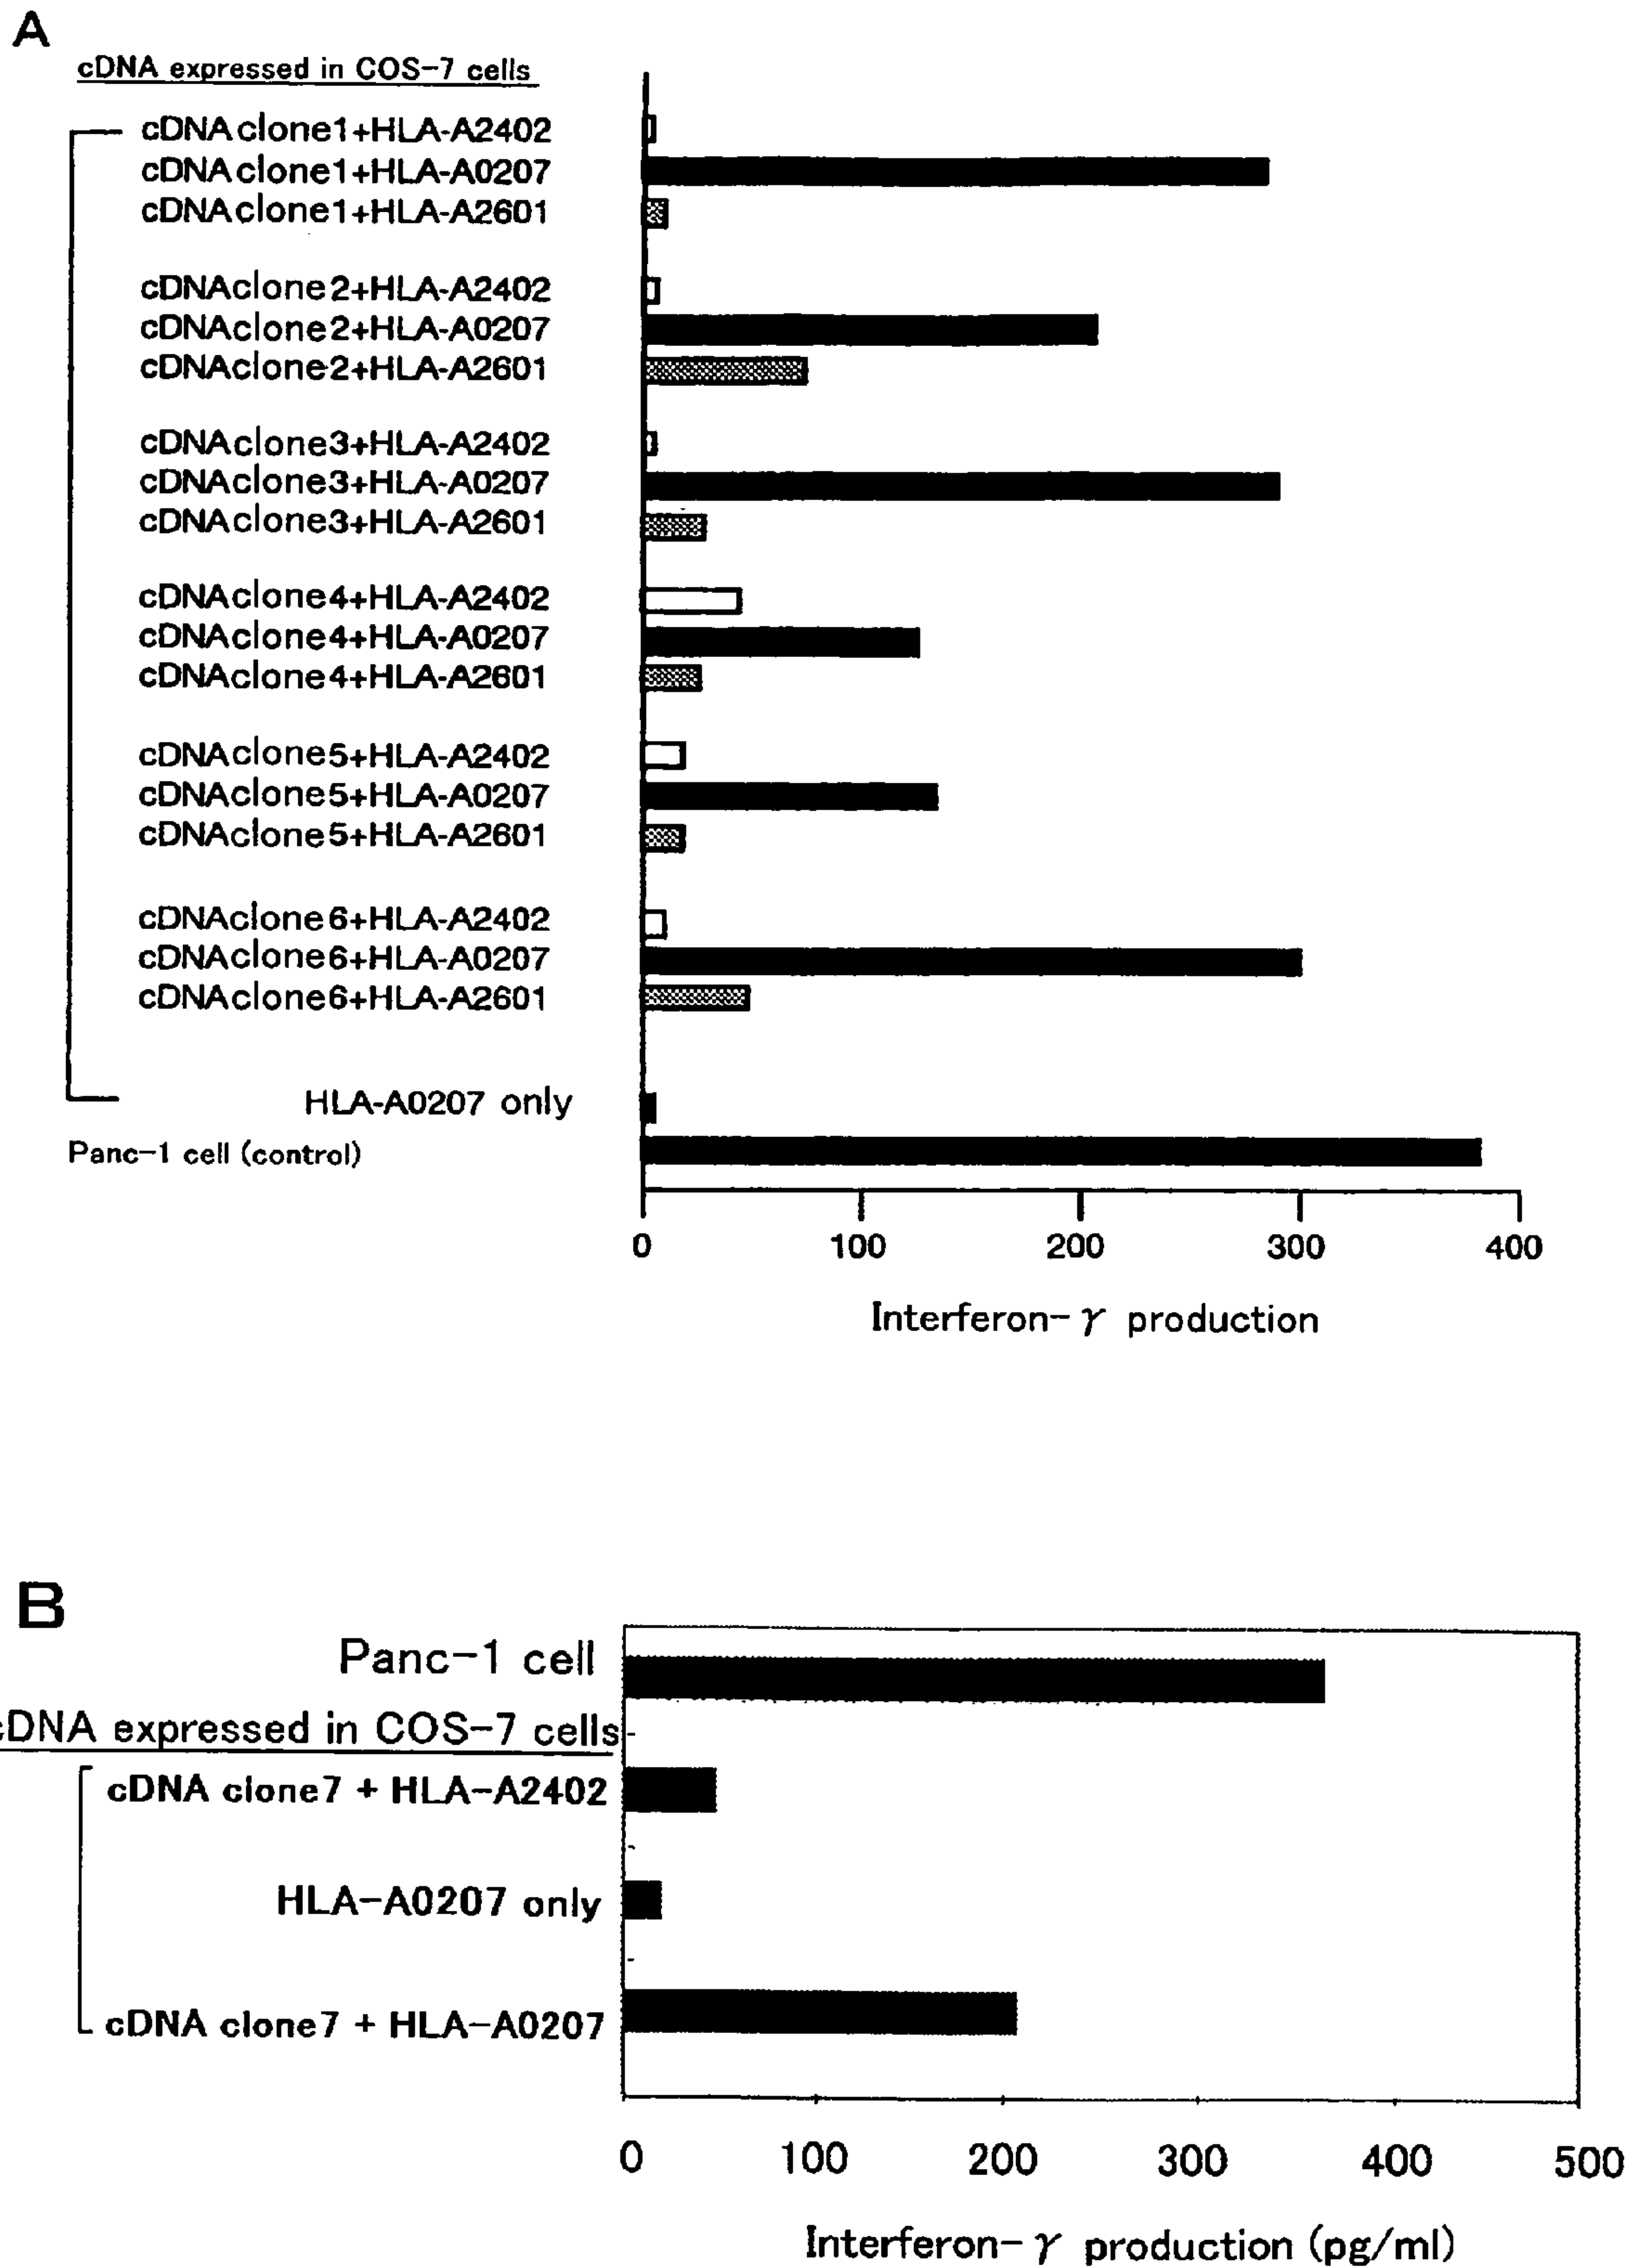 A
cDNA expressed in COS-7 cells
cDNAclone1+HLA-A2402
cDNAclone1+HLA-A0207
cDNAclone1+HLA-A2601
cDNAclone2+HLA-A2402
cDNAclone2+HLA-A0207
cDNAclone2+HLA-A2601
cDNAclone3+HLA-A2402
cDNAclone3+HLA-A0207
cDNAclone3+HLA-A2601
cDNAclone4+HLA-A2402
cDNAclone4+HLA-A0207
cDNAclone4+HLA-A2601
cDNAclone5+HLA-A2402
cDNAclone5+HLA-A0207
cDNAclone5+HLA-A2601
cDNAclone6+HLA-A2402
cDNAclone6+HLA-A0207
cDNAclone6+HLA-A2601
HLA-A0207 only
Panc-1 cell (control)
0 100 200 300 400
Interferon-γ production
B
Panc-1 cell
cDNA expressed in COS-7 cells
cDNA clone7 + HLA-A2402
HLA-A0207 only
cDNA clone7 + HLA-A0207
0 100 200 300 400 500
Interferon-γ production (pg/ml)